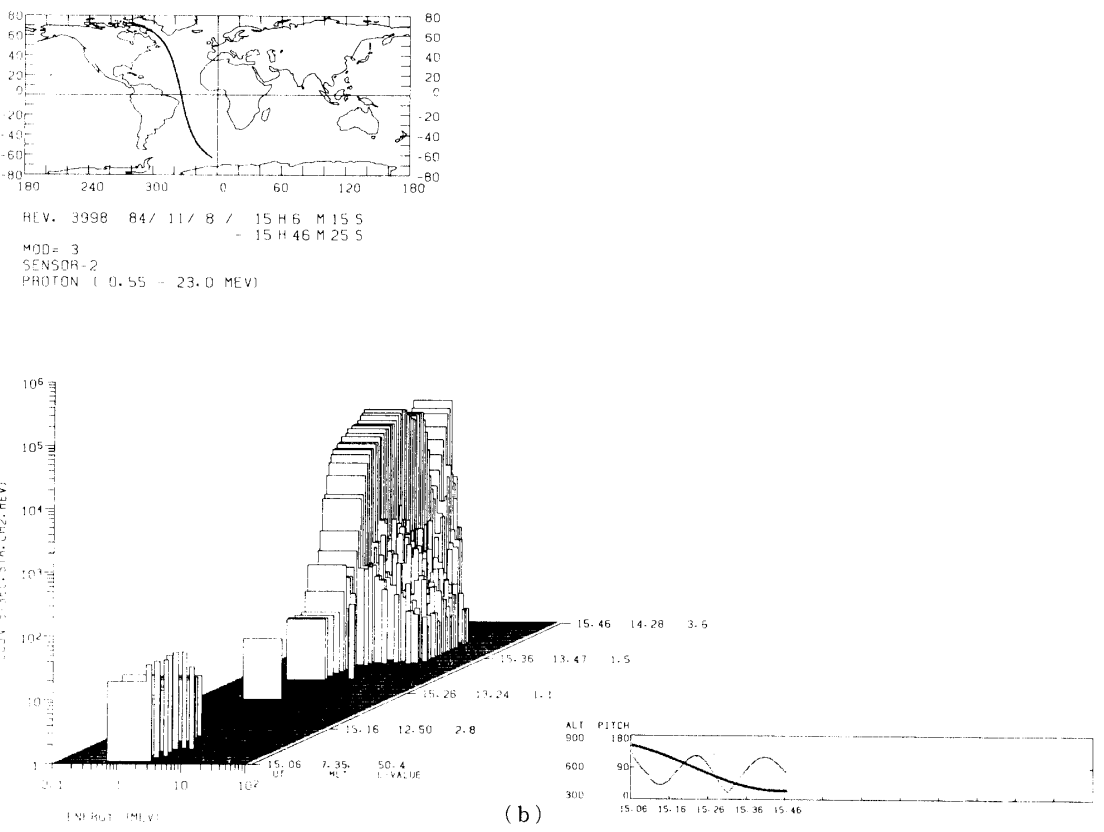 80 80
60 60
40 40
20 20
0 0
-20 -20
-40 -40
-60 -60
-80 -80
180 240 300 0 60 120 180
REV. 3998 84/ 11/ 8 / 15 H 6 M 15 S
- 15 H 46 M 25 S
MOD= 3
SENSOR-2
PROTON ( 0.55 - 23.0 MEV)
10⁶
10⁵
10⁴
10³
10²
10¹
1
0.1 1 10 10²
ENERGY (MEV)
15.46 14.28 3.6
15.36 13.47 1.5
15.26 13.24 1.1
15.16 12.50 2.8
15.06 7.35 50.4
UT MLT L-VALUE
ALT PITCH
900 180
600 90
300 0
15.06 15.16 15.26 15.36 15.46
(b)